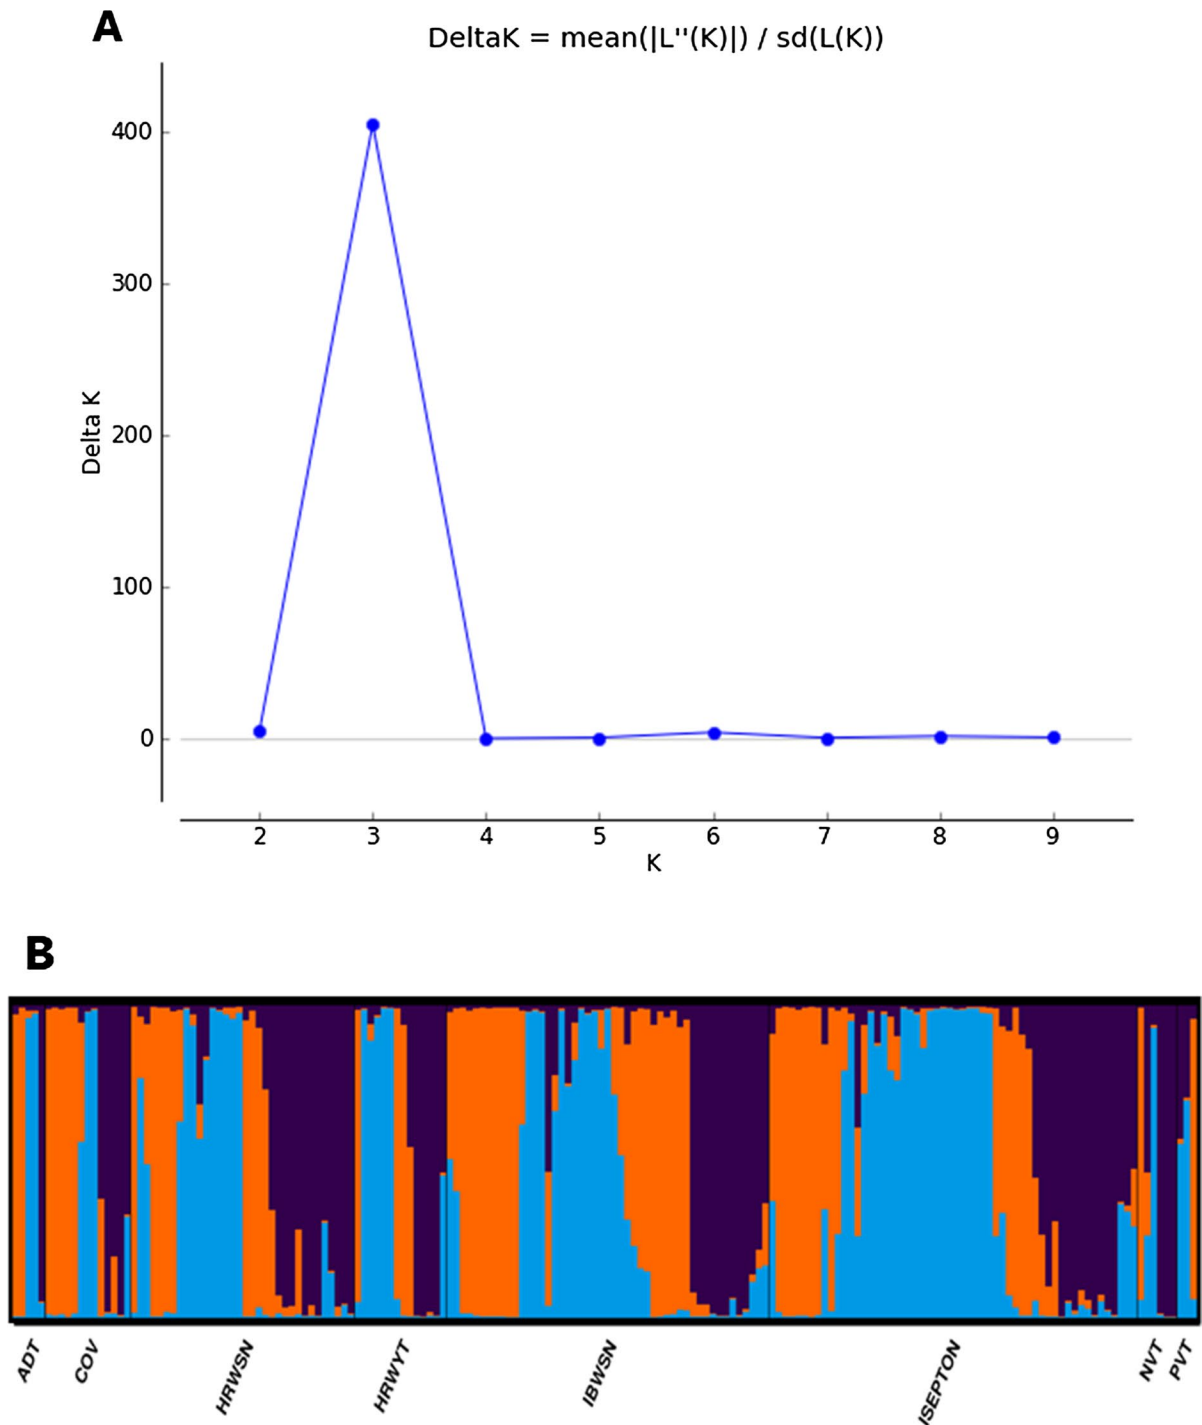 A
DeltaK = mean(|L''(K)|) / sd(L(K))
400
300
200
100
0
Delta K
2 3 4 5 6 7 8 9
K
B
ADT COV HRWSN HRWYT IBWSN ISEPTON NVT PVT